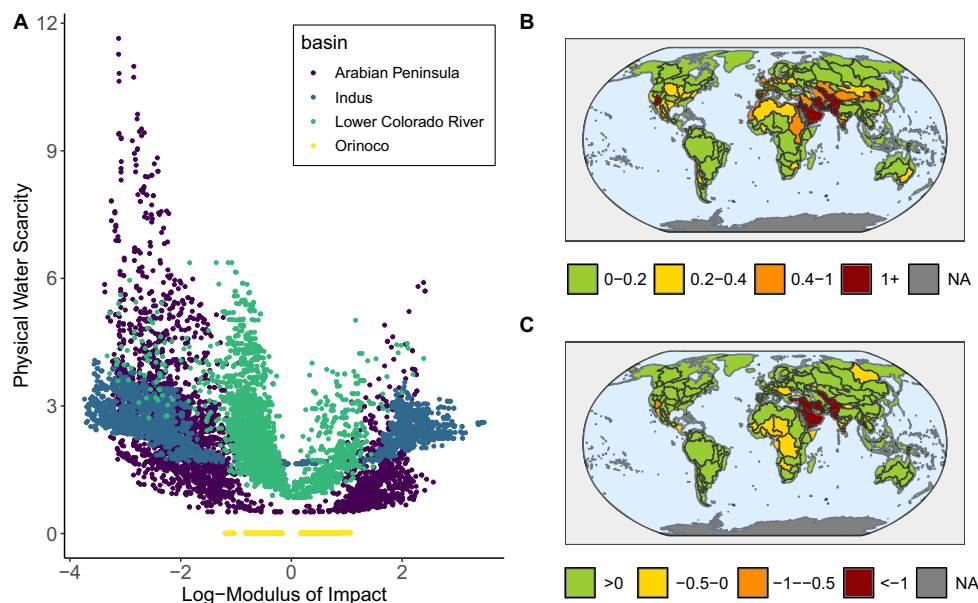 A
12
9
6
3
0
Physical Water Scarcity
basin
Arabian Peninsula
Indus
Lower Colorado River
Orinoco
−4
−2
0
2
Log−Modulus of Impact
B
0−0.2
0.2−0.4
0.4−1
1+
NA
C
>0
−0.5−0
−1−−0.5
<−1
NA